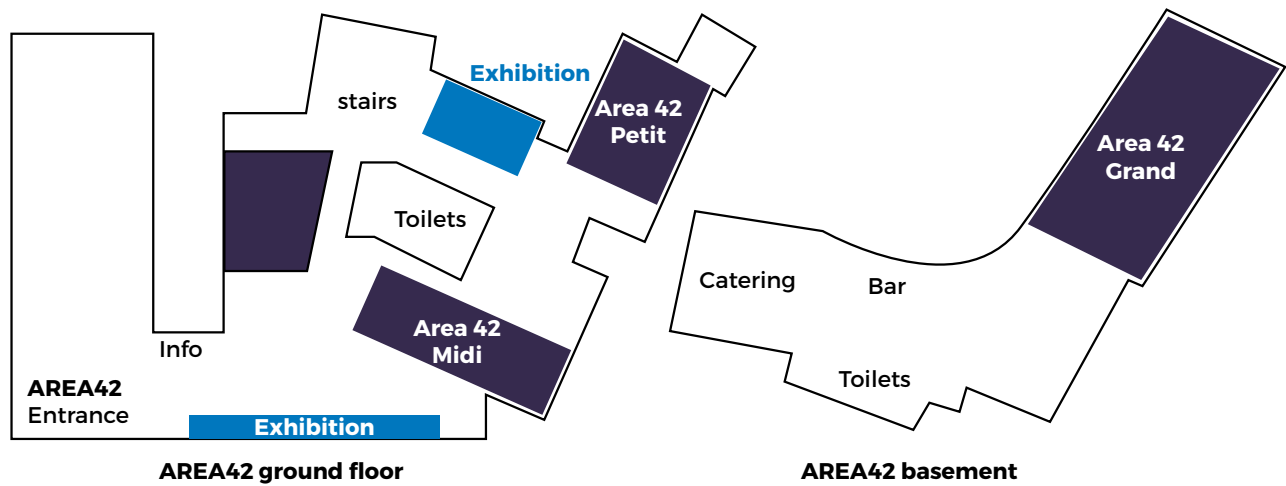 Exhibition
stairs
Area 42
Petit
Toilets
Area 42
Midi
Info
AREA42
Entrance
Exhibition
AREA42 ground floor
Area 42
Grand
Catering
Bar
Toilets
AREA42 basement